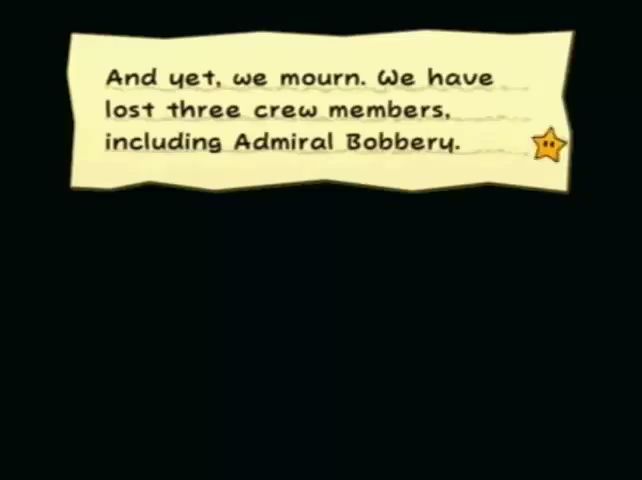 And yet, we mourn. We have
lost three crew members,
including Admiral Bobbery.